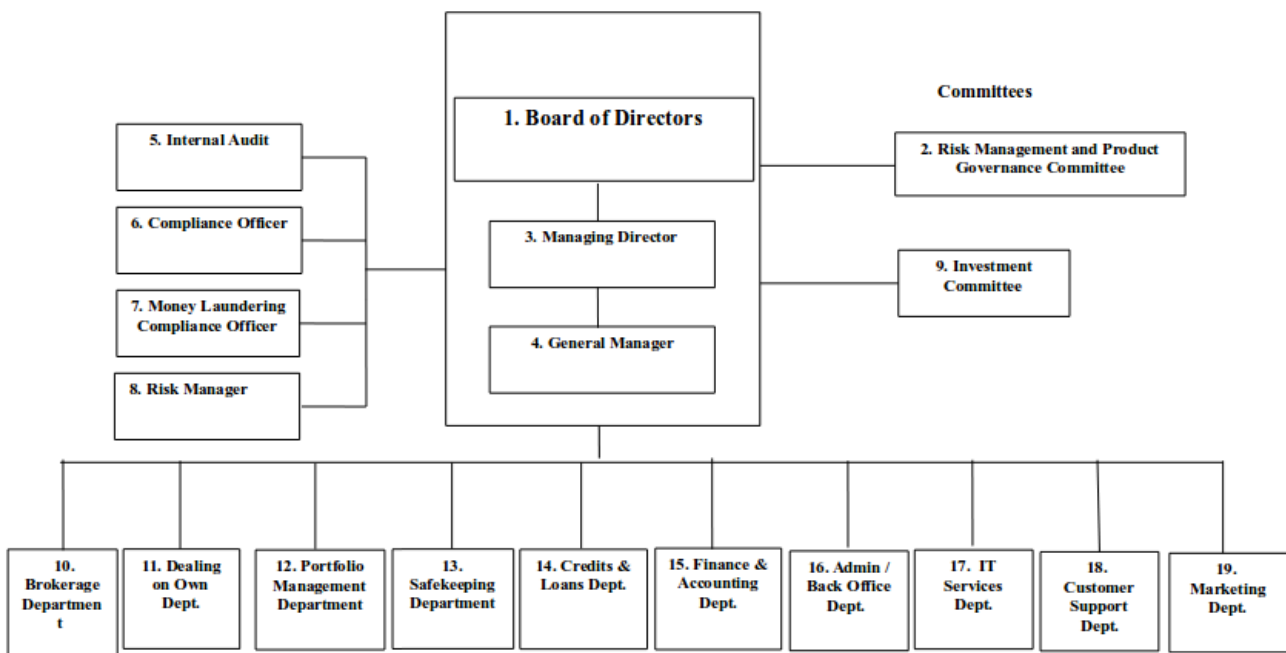 1. Board of Directors
Committees
5. Internal Audit
2. Risk Management and Product
Governance Committee
6. Compliance Officer
3. Managing Director
9. Investment
Committee
7. Money Laundering
Compliance Officer
4. General Manager
8. Risk Manager
10.
Brokerage
Departmen
t
11. Dealing
on Own
Dept.
12. Portfolio
Management
Department
13.
Safekeeping
Department
14. Credits &
Loans Dept.
15. Finance &
Accounting
Dept.
16. Admin /
Back Office
Dept.
17. IT
Services
Dept.
18.
Customer
Support
Dept.
19.
Marketing
Dept.